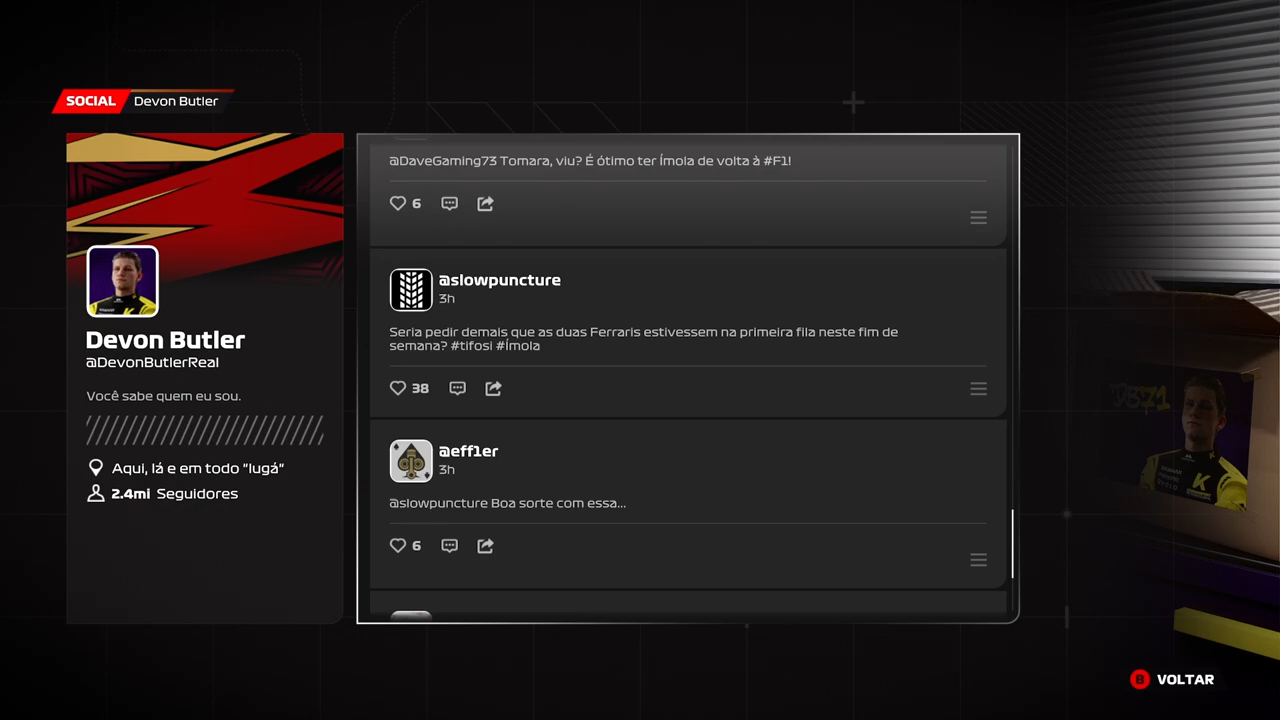 SOCIAL Devon Butler
Devon Butler
@DevonButlerReal
Você sabe quem eu sou.
Aqui, lá e em todo "lugá"
2.4mi Seguidores
@DaveGaming73 Tomara, viu? É ótimo ter Ímola de volta à #F1!
6
@slowpuncture
3h
Seria pedir demais que as duas Ferraris estivessem na primeira fila neste fim de
semana? #tifosi #Ímola
38
@eff1er
3h
@slowpuncture Boa sorte com essa...
6
DB71
K
B VOLTAR